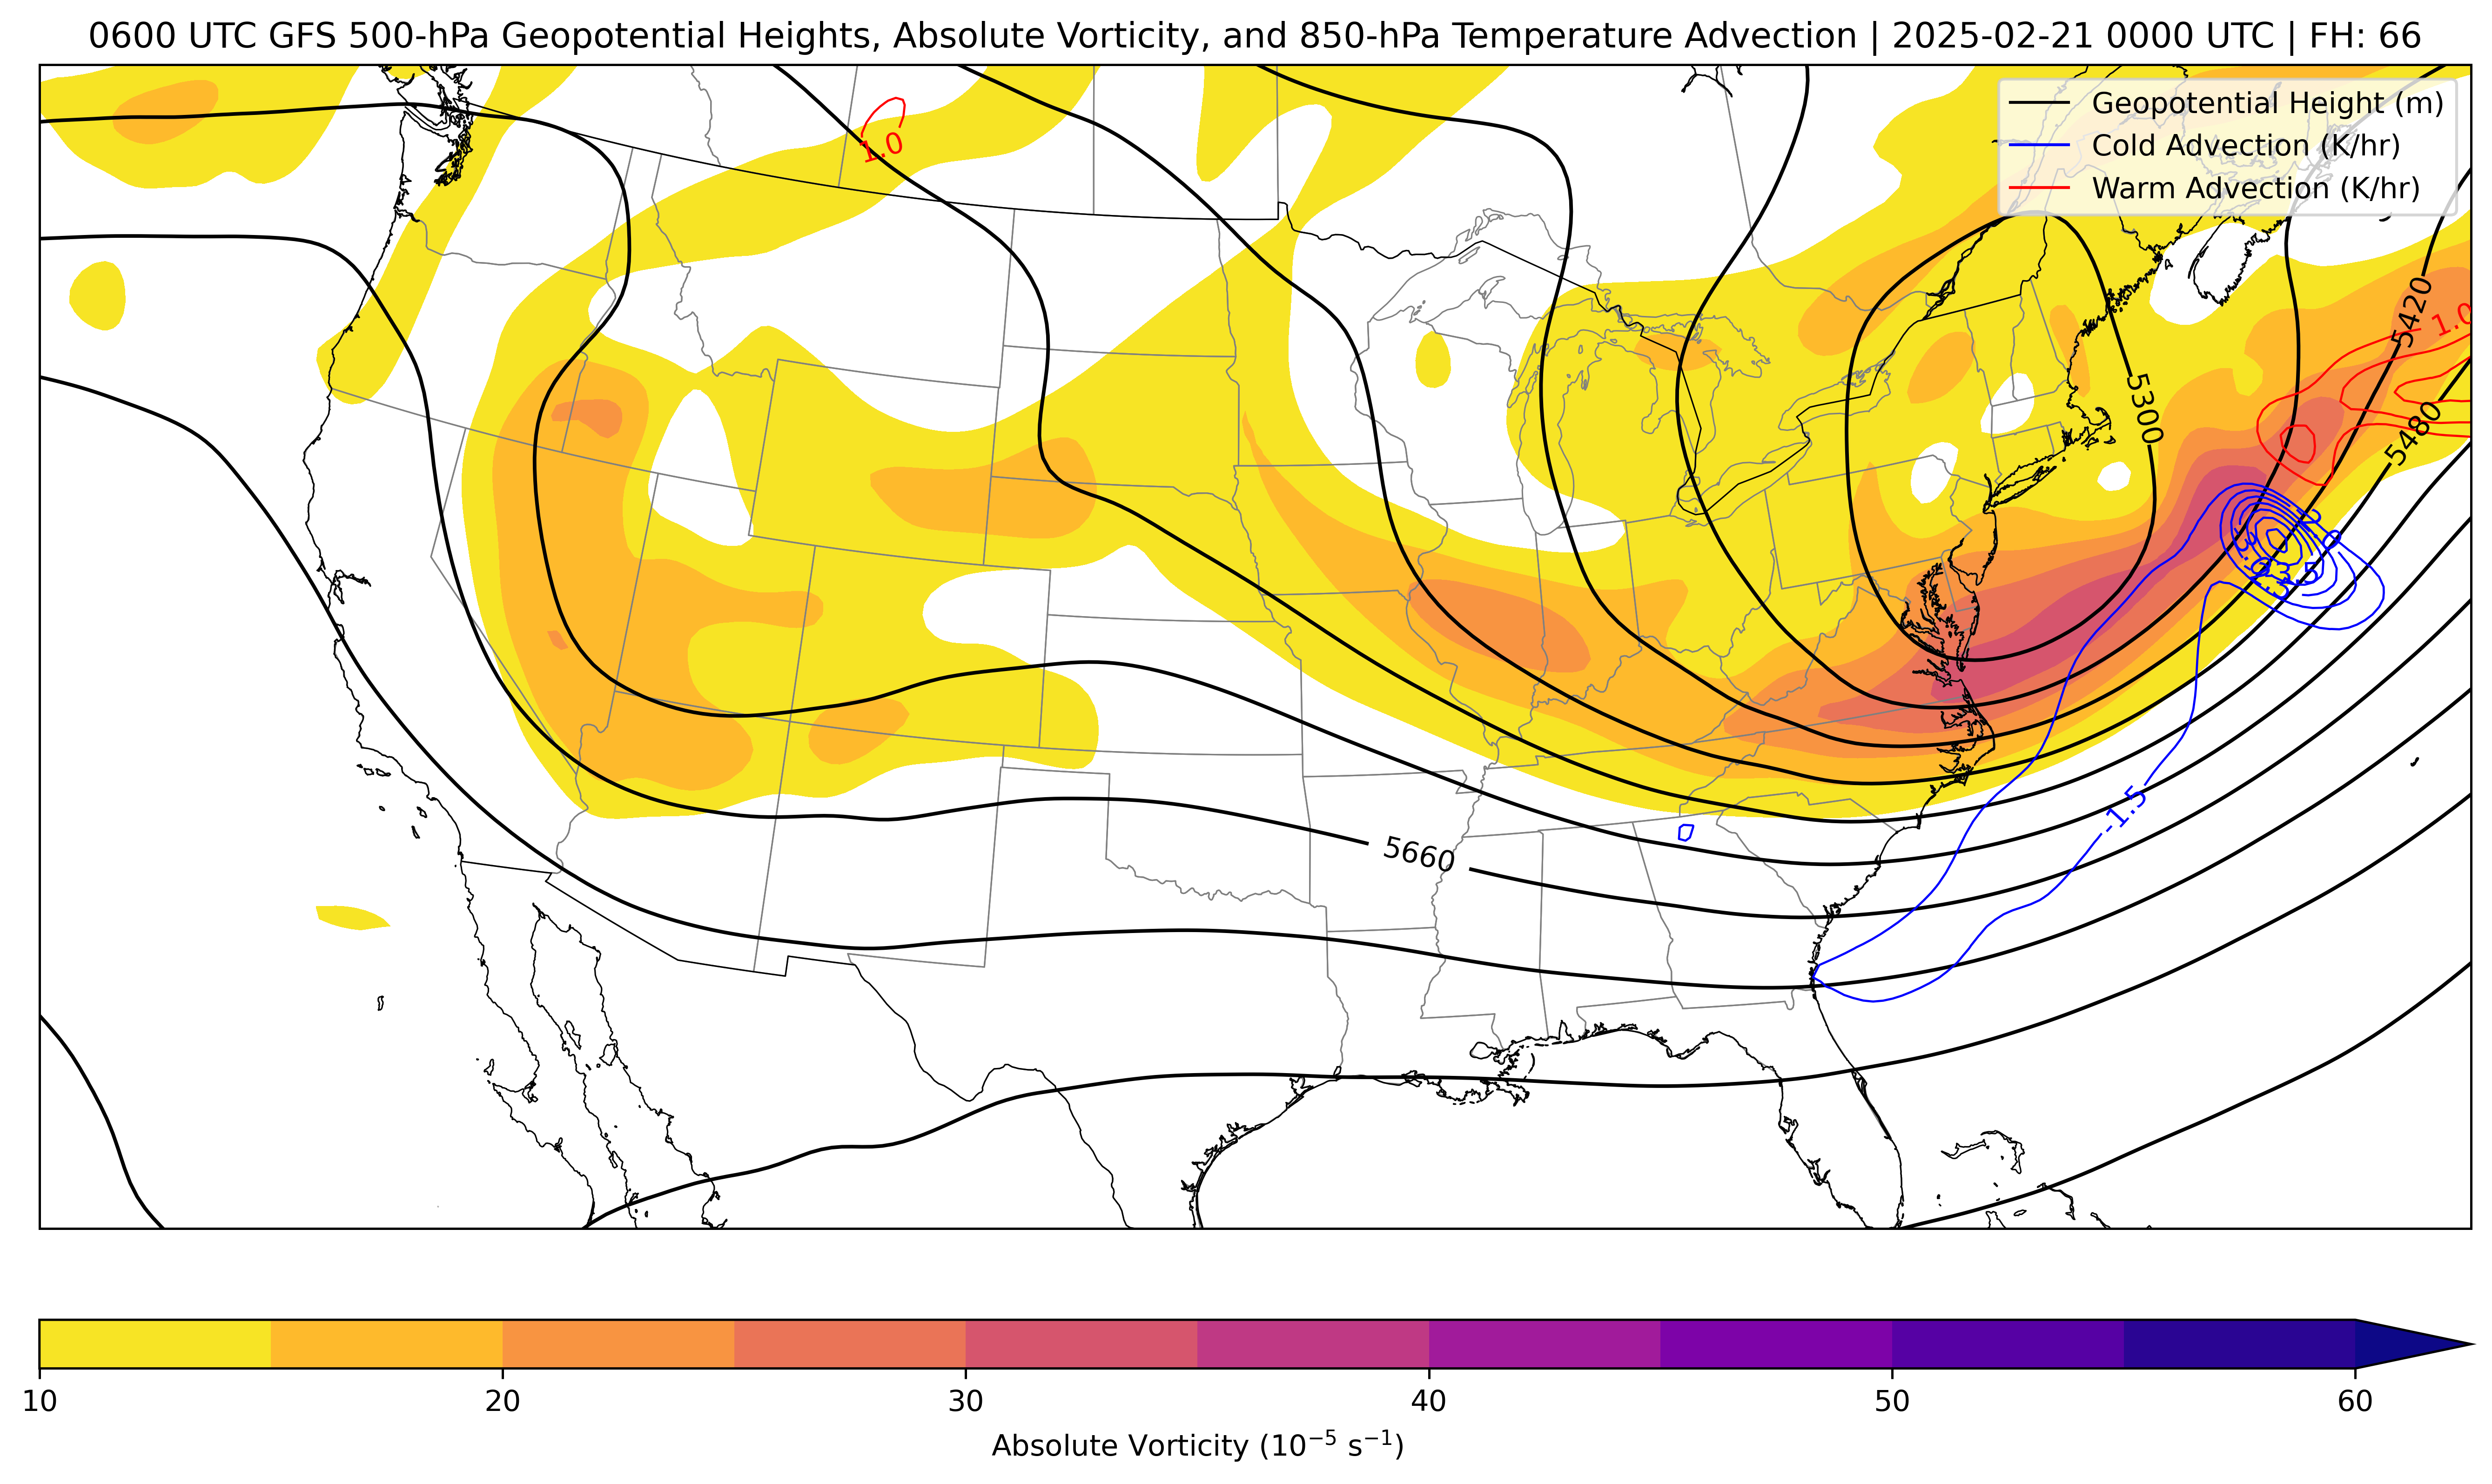 0600 UTC GFS 500-hPa Geopotential Heights, Absolute Vorticity, and 850-hPa Temperature Advection | 2025-02-21 0000 UTC | FH: 66
Geopotential Height (m)
Cold Advection (K/hr)
Warm Advection (K/hr)
1.0
5420
1.0
5300
5480
-1.5
5660
10 20 30 40 50 60
Absolute Vorticity (10⁻⁵ s⁻¹)